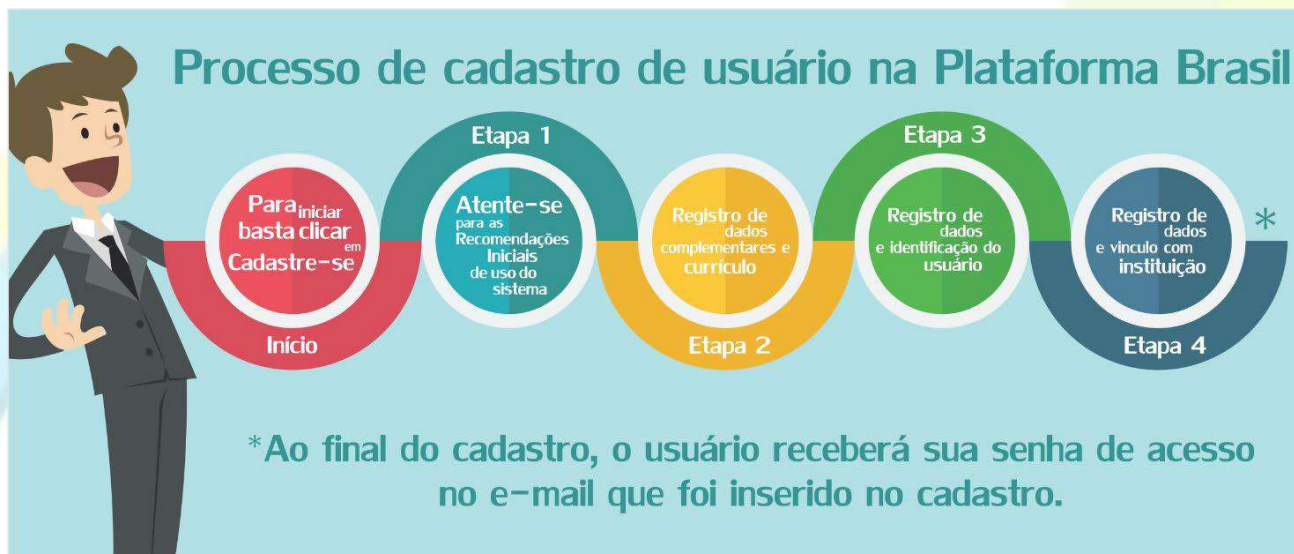 Processo de cadastro de usuário na Plataforma Brasil
Para iniciar
basta clicar
em
Cadastre-se
Início
Etapa 1
Atente-se
para as
Recomendações
Iniciais
de uso do
sistema
Registro de
dados
complementares e
currículo
Etapa 2
Etapa 3
Registro de
dados
e identificação do
usuário
Registro de
dados
e vinculo com
instituição
*
Etapa 4
*Ao final do cadastro, o usuário receberá sua senha de acesso
no e-mail que foi inserido no cadastro.